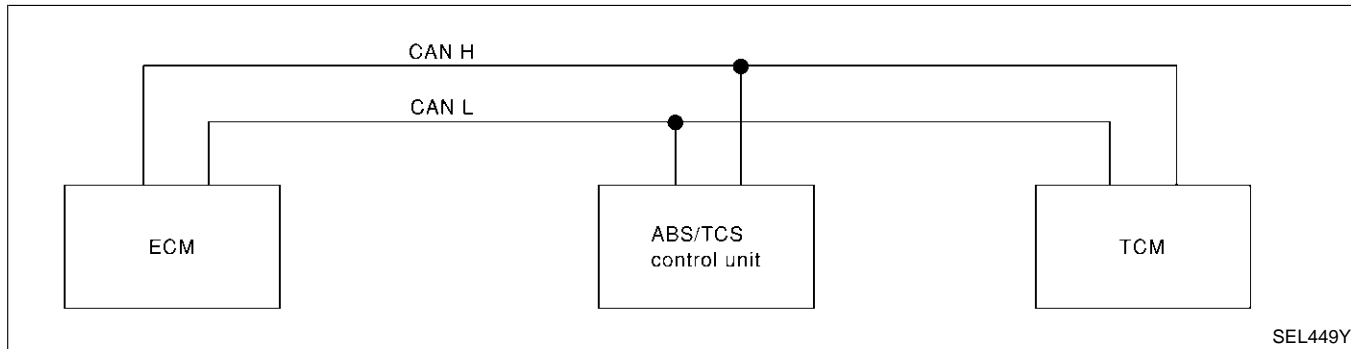 CAN H
CAN L
ECM
ABS/TCS
control unit
TCM
SEL449Y